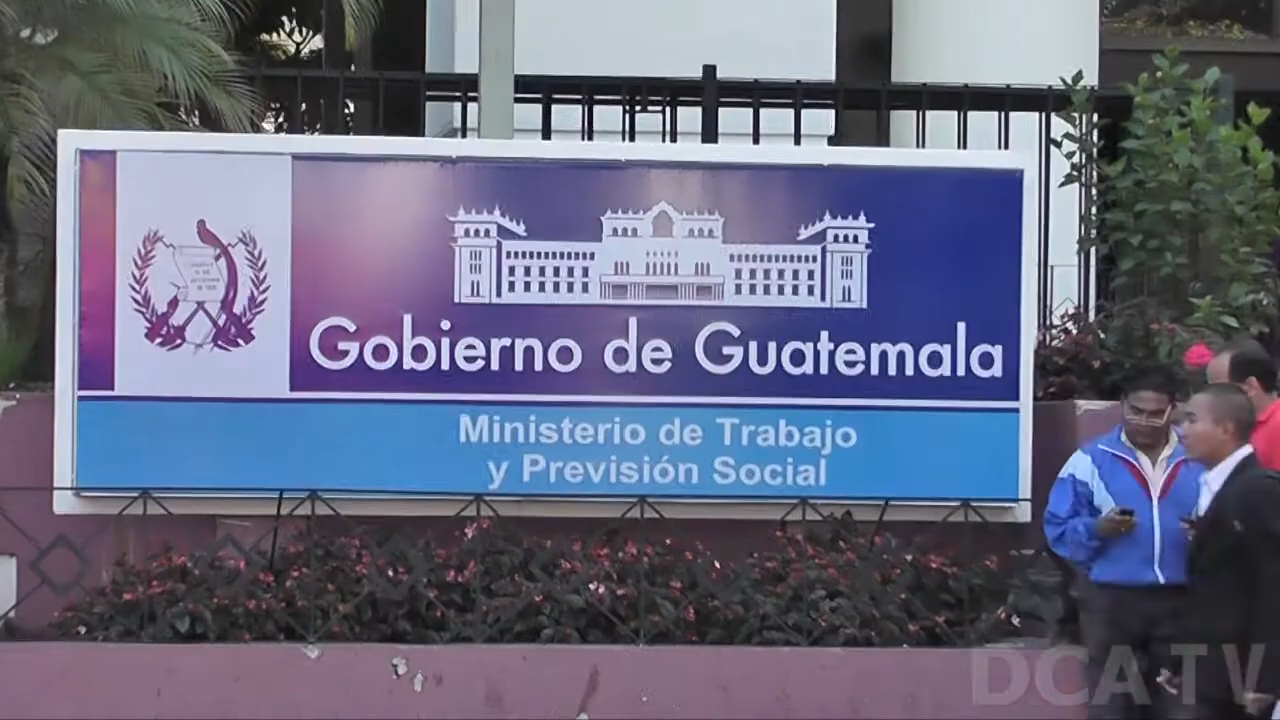 Gobierno de Guatemala
Ministerio de Trabajo
y Previsión Social
DCA TV